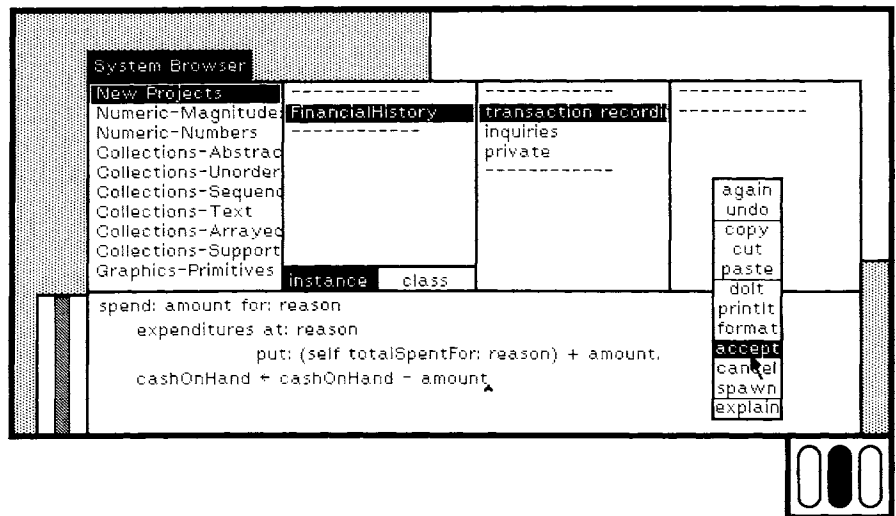 System Browser
New Projects
Numeric-Magnitudes
Numeric-Numbers
Collections-Abstrac
Collections-Unorder
Collections-Sequenc
Collections-Text
Collections-Arrayed
Collections-Support
Graphics-Primitives
--------------
FinancialHistory
--------------
instance
class
transaction recordi
inquiries
private
--------------
--------------
--------------
again
undo
copy
cut
paste
doIt
printIt
format
accept
cancel
spawn
explain
spend: amount for: reason
expenditures at: reason
put: (self totalSpentFor: reason) + amount.
cashOnHand ← cashOnHand - amount